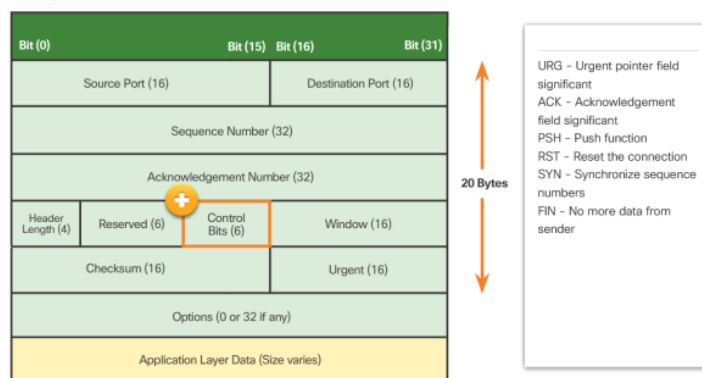 Bit (0) Bit (15) Bit (16) Bit (31)
Source Port (16) Destination Port (16)
Sequence Number (32)
Acknowledgement Number (32)
Header
Length (4)
Reserved (6)
Control
Bits (6)
Window (16)
Checksum (16) Urgent (16)
Options (0 or 32 if any)
Application Layer Data (Size varies)
20 Bytes
URG - Urgent pointer field
significant
ACK - Acknowledgement
field significant
PSH - Push function
RST - Reset the connection
SYN - Synchronize sequence
numbers
FIN - No more data from
sender